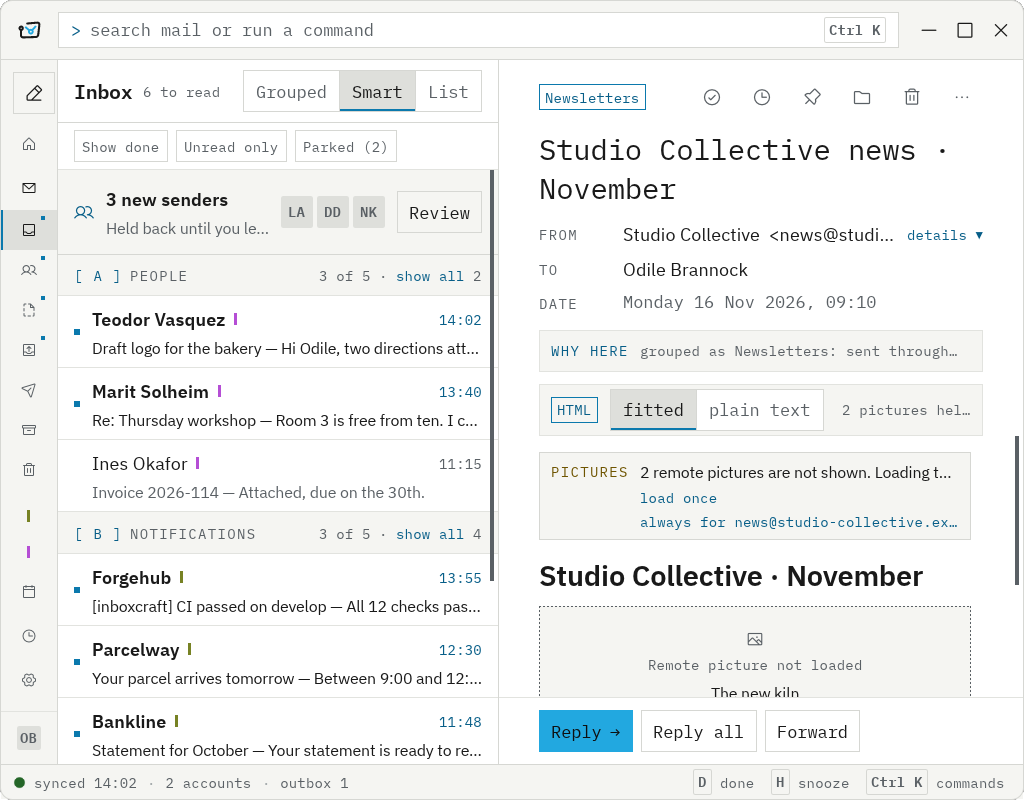 > search mail or run a command Ctrl K
Inbox 6 to read Grouped Smart List
Show done Unread only Parked (2)
3 new senders
Held back until you le… LA DD NK Review
[ A ] PEOPLE 3 of 5 · show all 2
Teodor Vasquez 14:02
Draft logo for the bakery — Hi Odile, two directions att…
Marit Solheim 13:40
Re: Thursday workshop — Room 3 is free from ten. I c…
Ines Okafor 11:15
Invoice 2026-114 — Attached, due on the 30th.
[ B ] NOTIFICATIONS 3 of 5 · show all 4
Forgehub 13:55
[inboxcraft] CI passed on develop — All 12 checks pas…
Parcelway 12:30
Your parcel arrives tomorrow — Between 9:00 and 12:…
Bankline 11:48
Statement for October — Your statement is ready to re…
OB
Newsletters
Studio Collective news ·
November
FROM Studio Collective <news@studi… details ▾
TO Odile Brannock
DATE Monday 16 Nov 2026, 09:10
WHY HERE grouped as Newsletters: sent through…
HTML fitted plain text 2 pictures hel…
PICTURES 2 remote pictures are not shown. Loading t…
load once
always for news@studio-collective.ex…
Studio Collective · November
Remote picture not loaded
The new kiln
Reply → Reply all Forward
synced 14:02 · 2 accounts · outbox 1 D done H snooze Ctrl K commands